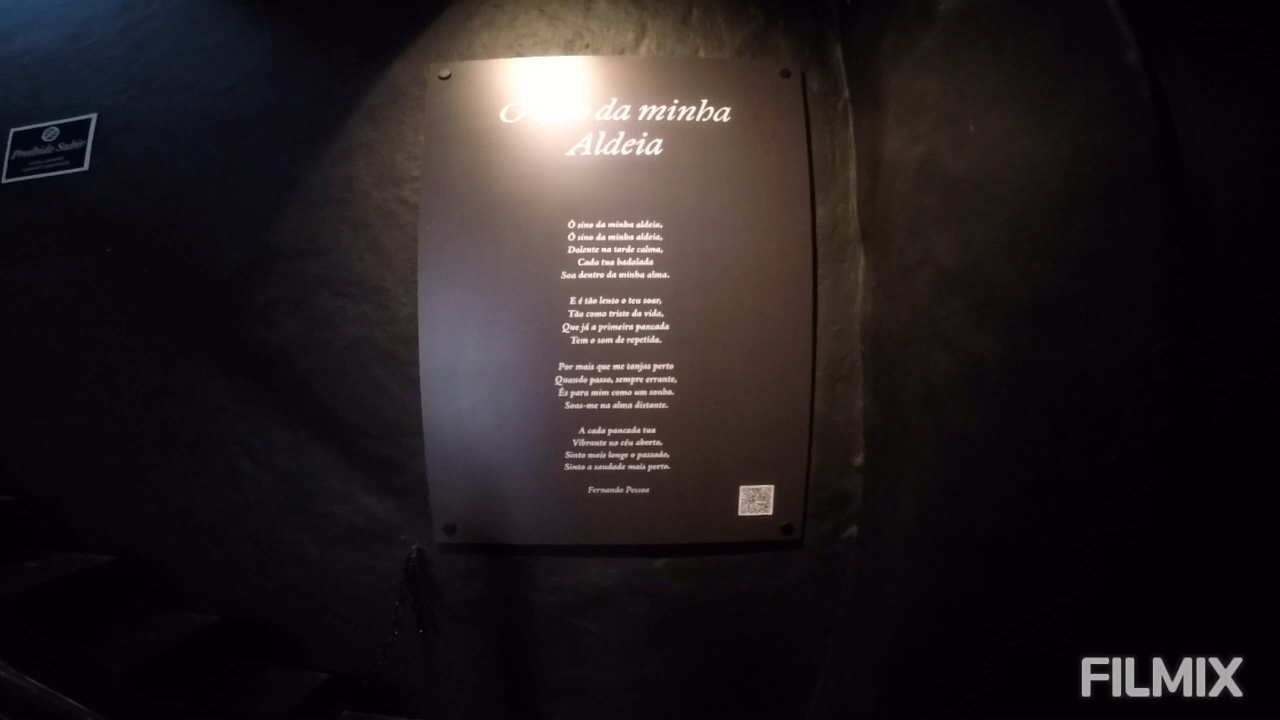 Proibido Subir
O sino da minha
Aldeia
Ó sino da minha aldeia,
Ó sino da minha aldeia,
Dolente na tarde calma,
Cada tua badalada
Soa dentro da minha alma.
E é tão lento o teu soar,
Tão como triste da vida,
Que já a primeira pancada
Tem o som de repetida.
Por mais que me tanjas perto
Quando passo, sempre errante,
És para mim como um sonho.
Soas-me na alma distante.
A cada pancada tua
Vibrante no céu aberto,
Sinto mais longe o passado,
Sinto a saudade mais perto.
Fernando Pessoa
FILMIX